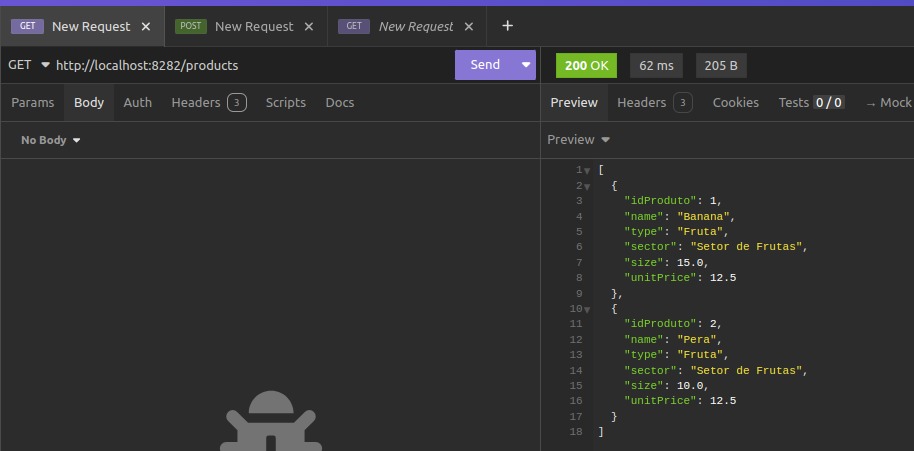 GET New Request × POST New Request × GET New Request × +
GET http://localhost:8282/products Send 200 OK 62 ms 205 B
Params Body Auth Headers 3 Scripts Docs Preview Headers 3 Cookies Tests 0 / 0 → Mock
No Body Preview
1 [
2 {
3 "idProduto": 1,
4 "name": "Banana",
5 "type": "Fruta",
6 "sector": "Setor de Frutas",
7 "size": 15.0,
8 "unitPrice": 12.5
9 },
10 {
11 "idProduto": 2,
12 "name": "Pera",
13 "type": "Fruta",
14 "sector": "Setor de Frutas",
15 "size": 10.0,
16 "unitPrice": 12.5
17 }
18 ]